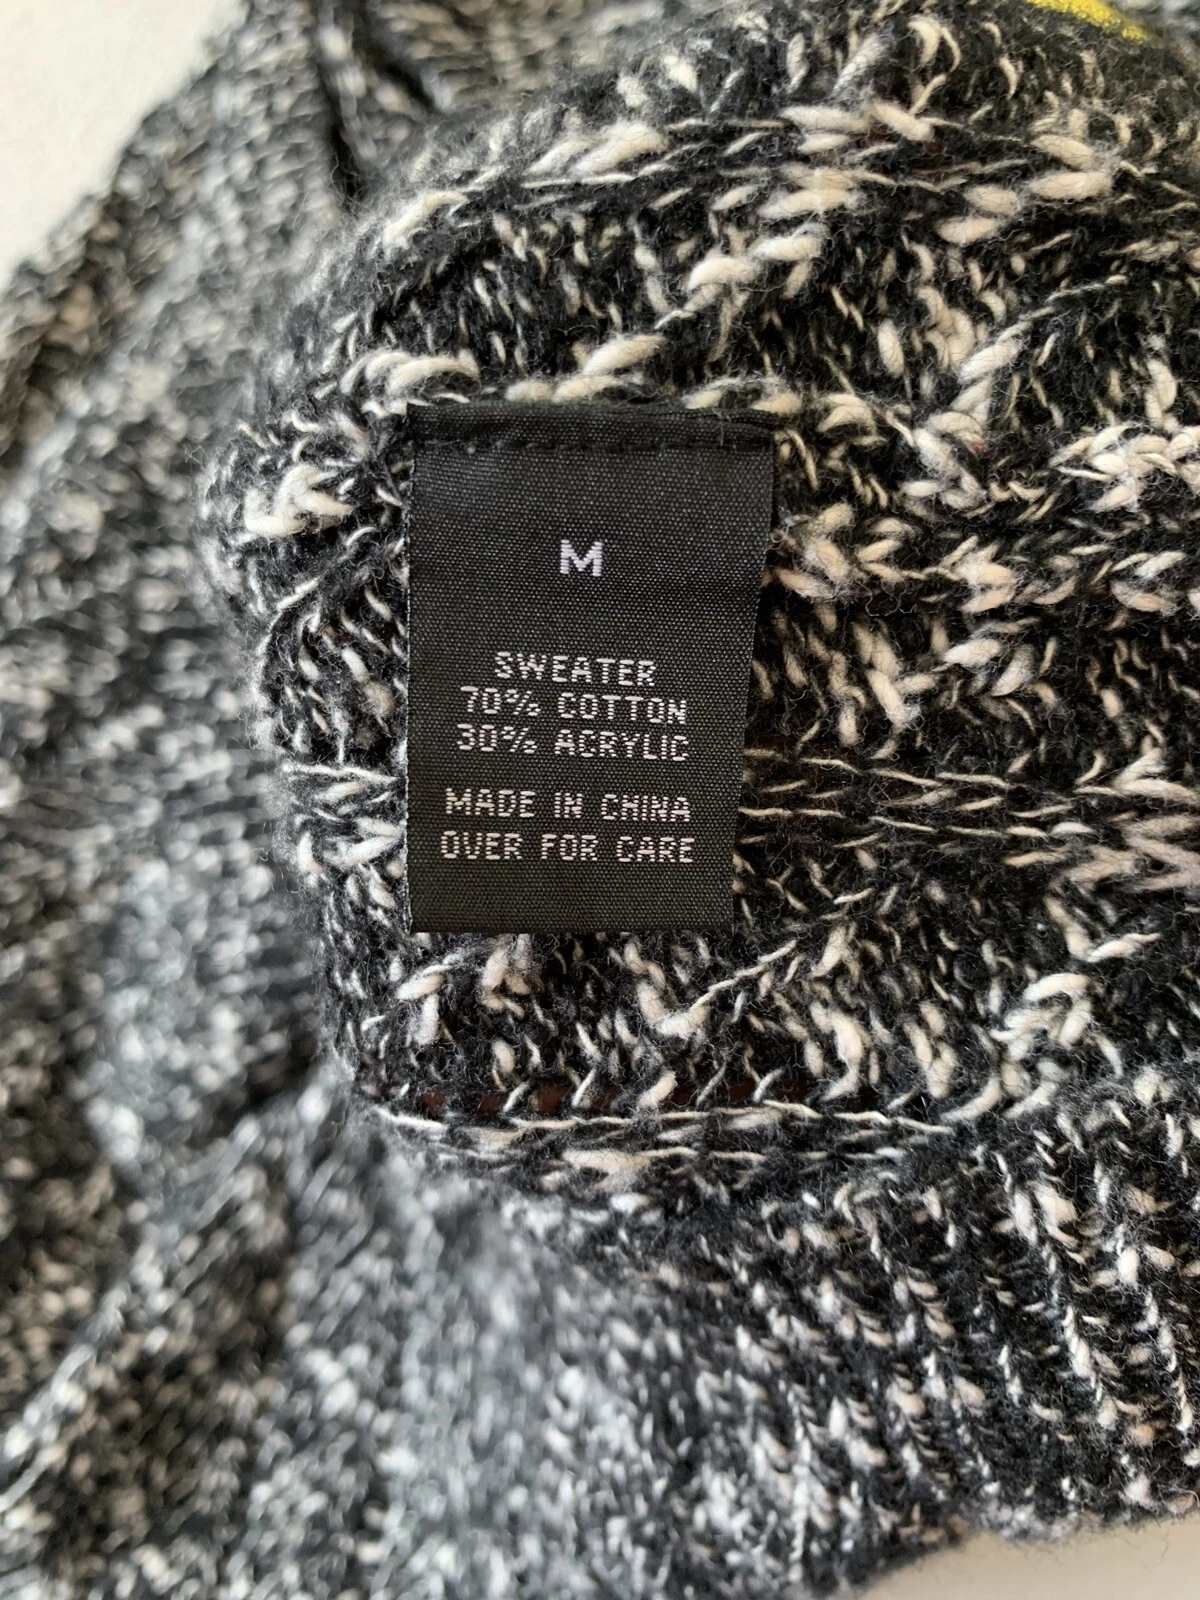 M
SWEATER
70% COTTON
30% ACRYLIC
MADE IN CHINA
OVER FOR CARE